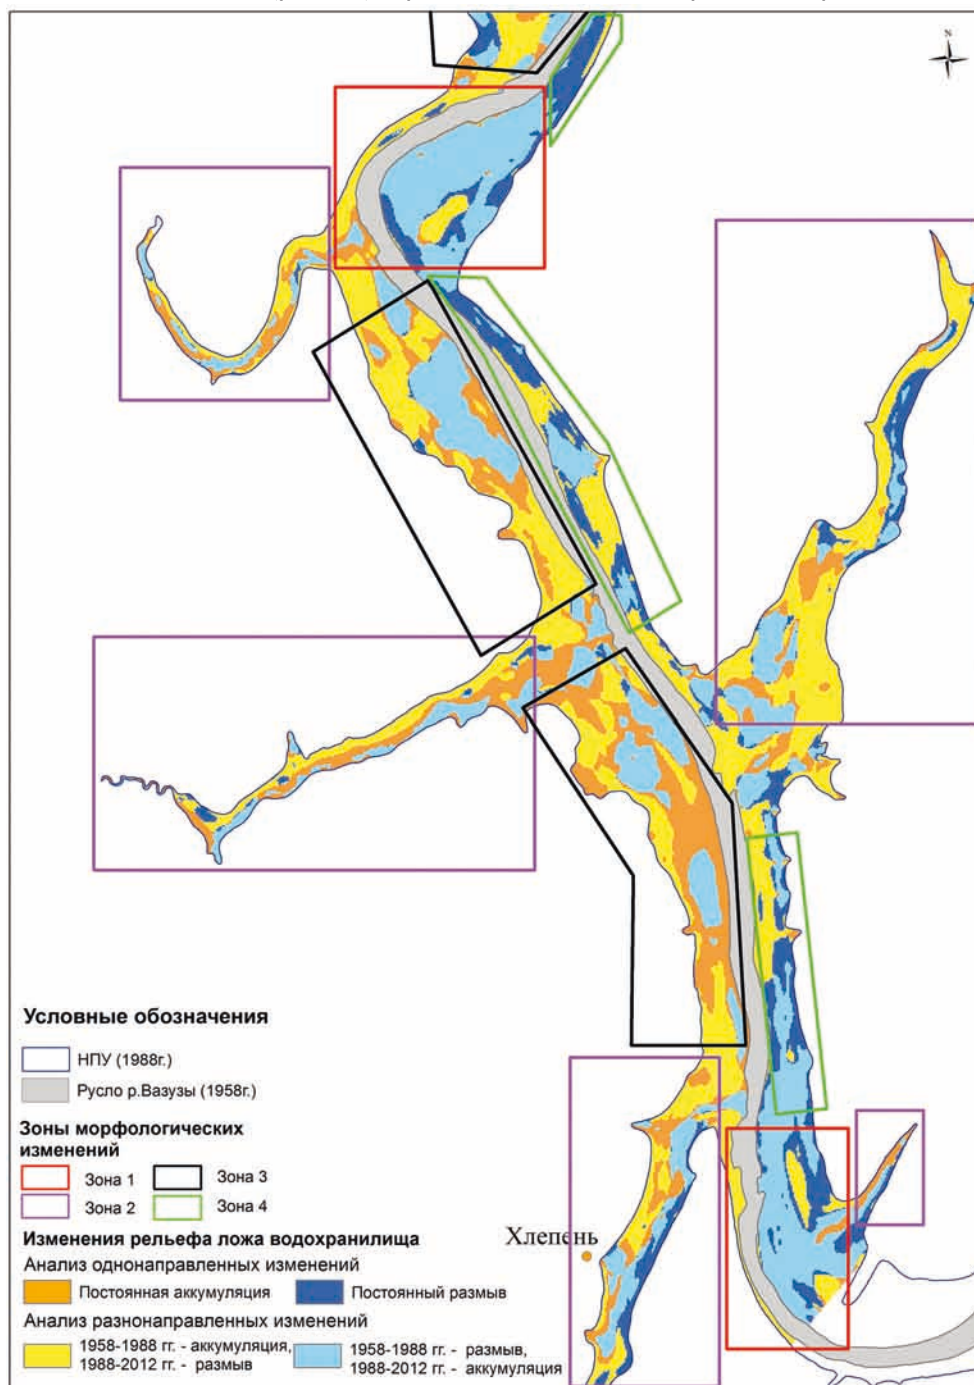 N
Хлепень
Условные обозначения
НПУ (1988г.)
Русло р.Вазузы (1958г.)
Зоны морфологических
изменений
Зона 1
Зона 3
Зона 2
Зона 4
Изменения рельефа ложа водохранилища
Анализ однонаправленных изменений
Постоянная аккумуляция
Постоянный размыв
Анализ разнонаправленных изменений
1958-1988 гг. - аккумуляция,
1988-2012 гг. - размыв
1958-1988 гг. - размыв,
1988-2012 гг. - аккумуляция